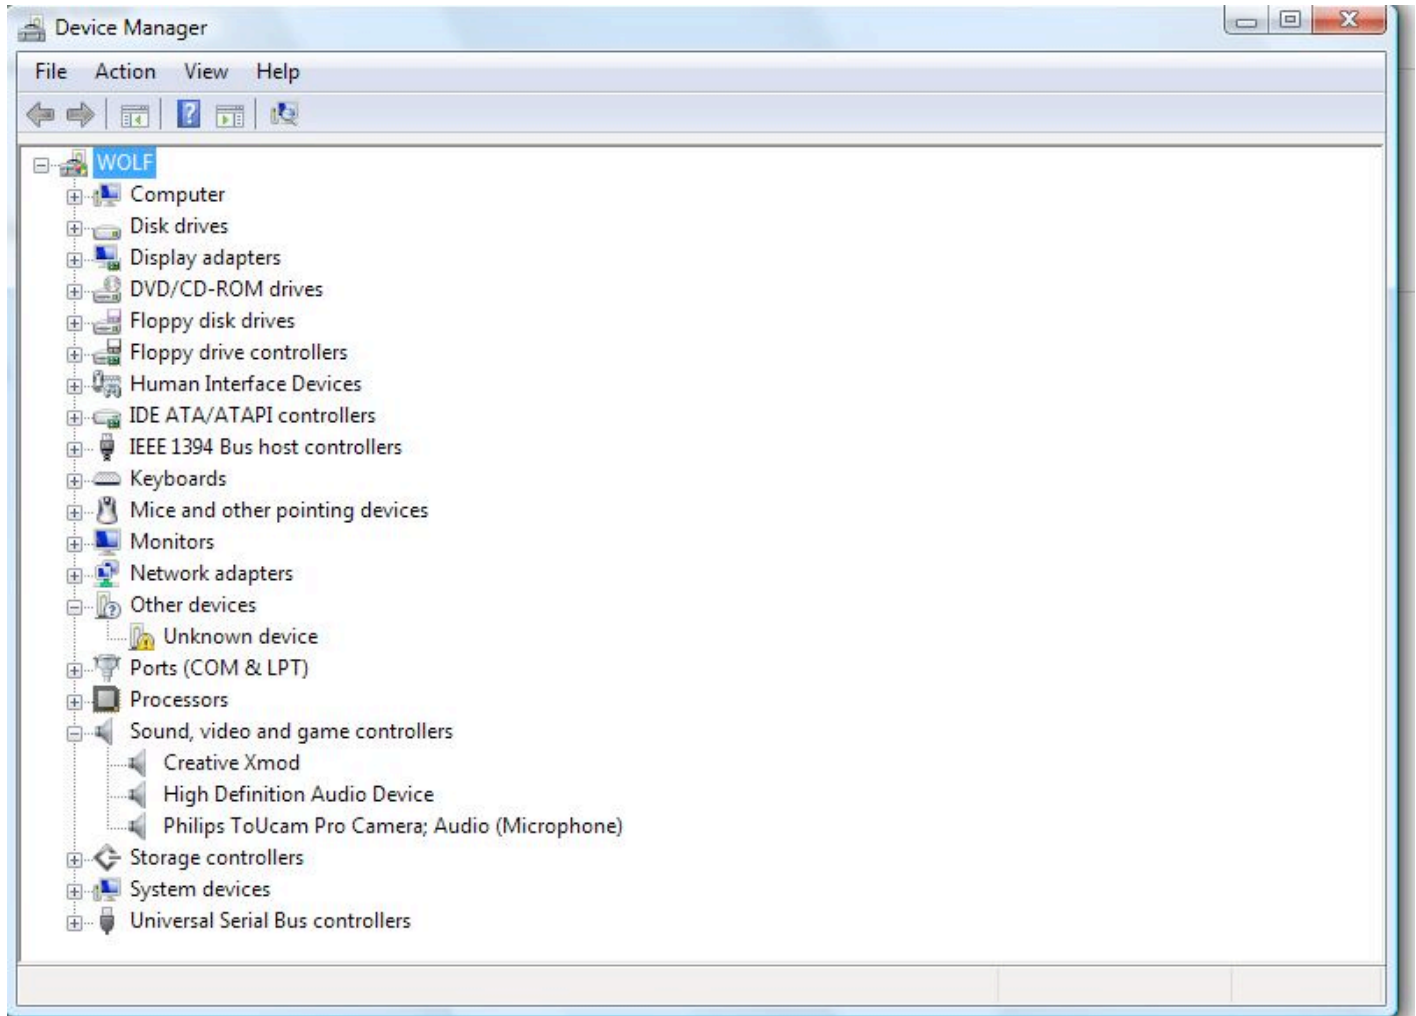 Device Manager
File Action View Help
WOLF
Computer
Disk drives
Display adapters
DVD/CD-ROM drives
Floppy disk drives
Floppy drive controllers
Human Interface Devices
IDE ATA/ATAPI controllers
IEEE 1394 Bus host controllers
Keyboards
Mice and other pointing devices
Monitors
Network adapters
Other devices
Unknown device
Ports (COM & LPT)
Processors
Sound, video and game controllers
Creative Xmod
High Definition Audio Device
Philips ToUcam Pro Camera; Audio (Microphone)
Storage controllers
System devices
Universal Serial Bus controllers